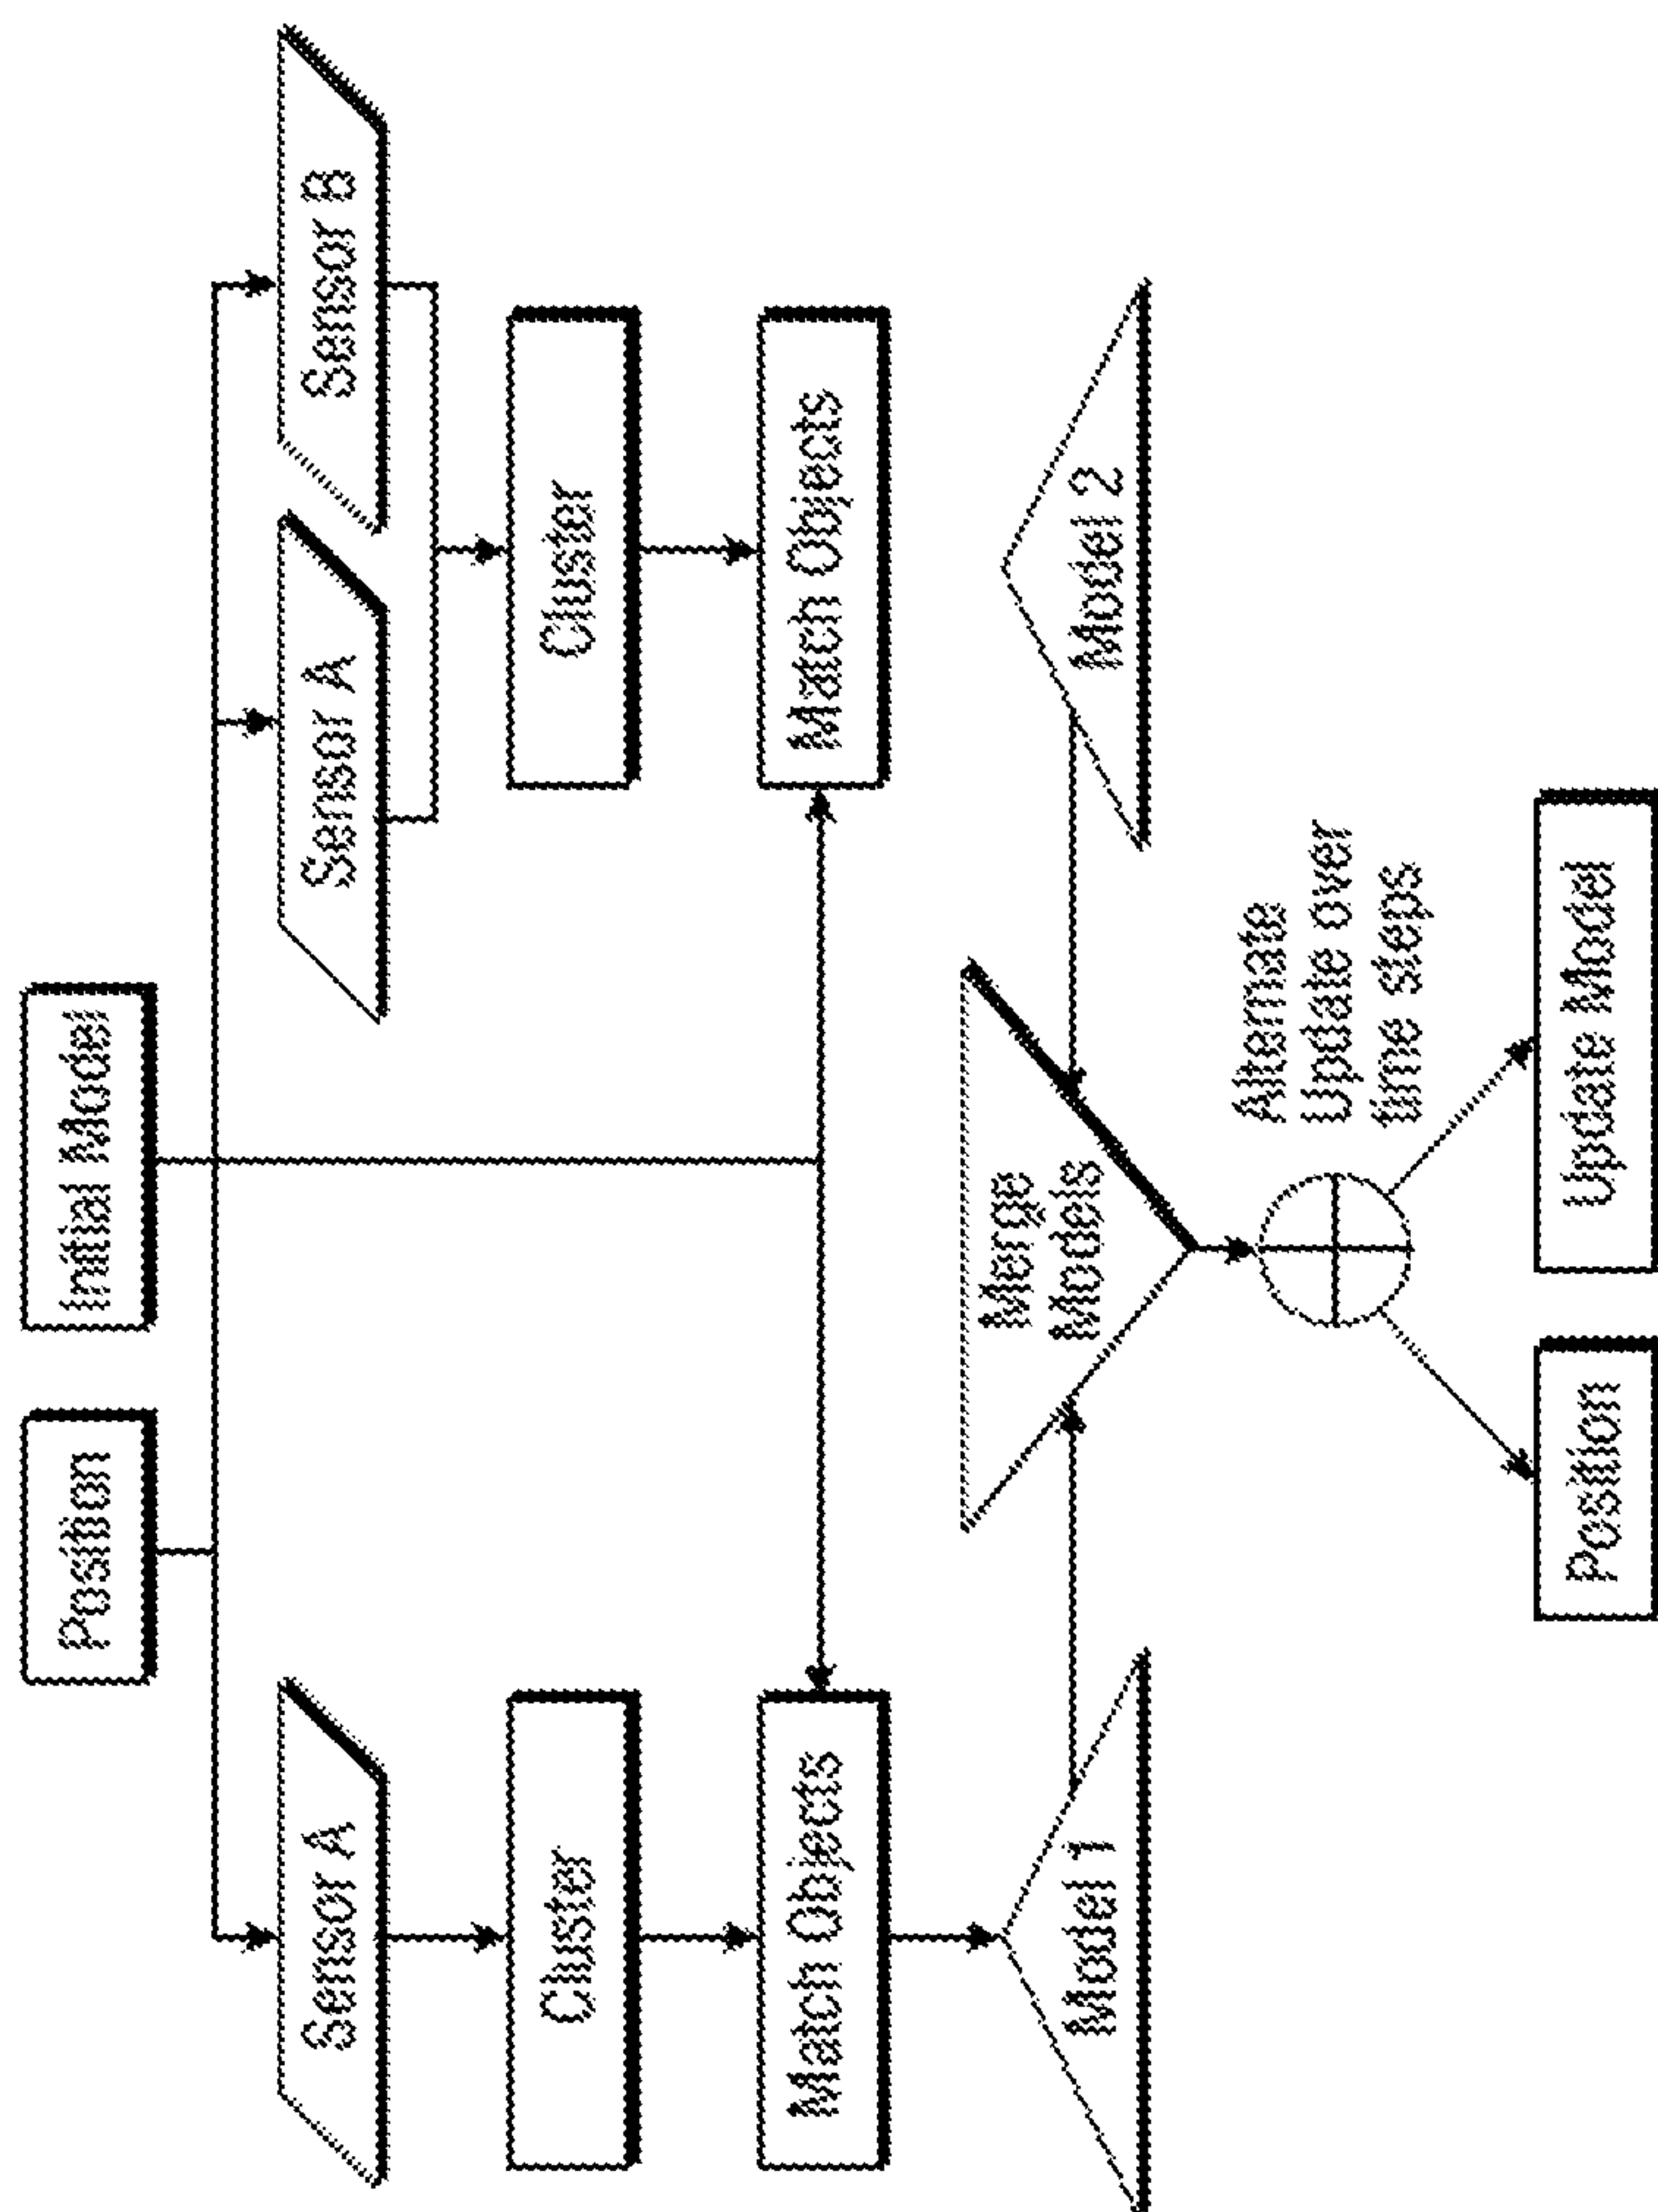 Position
Initial Model
Sensor A
Sensor A
Sensor B
Cluster
Cluster
Match Objects
Match Objects
Merge
Models
Model 1
Model 2
Alternate
Update over
time steps
Position
Update Model